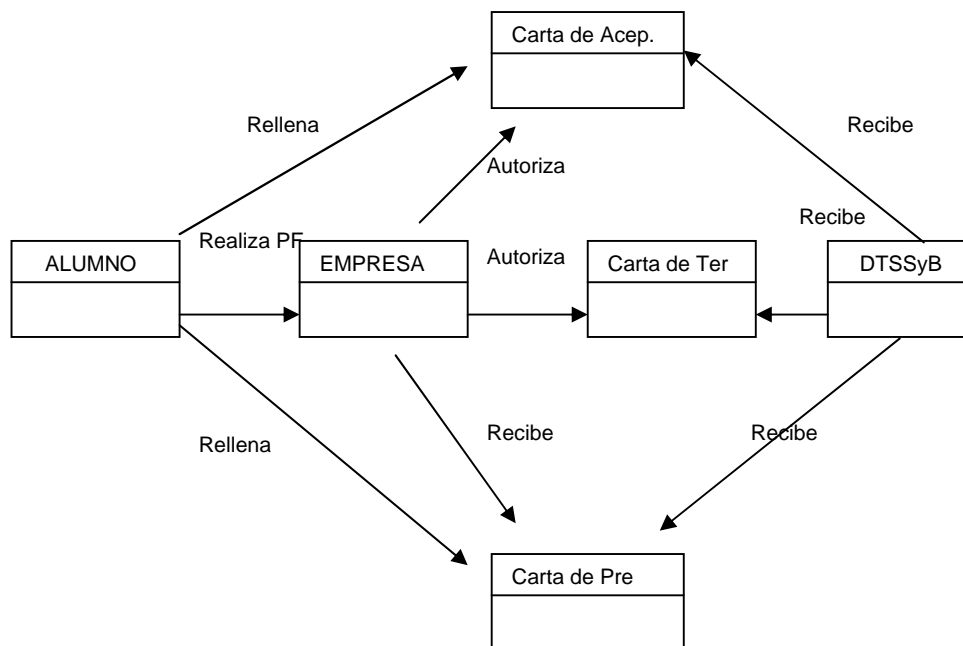 Carta de Acep.
Rellena
Recibe
Autoriza
Recibe
Realiza PF
ALUMNO
EMPRESA
Autoriza
Carta de Ter
DTSSyB
Rellena
Recibe
Recibe
Carta de Pre